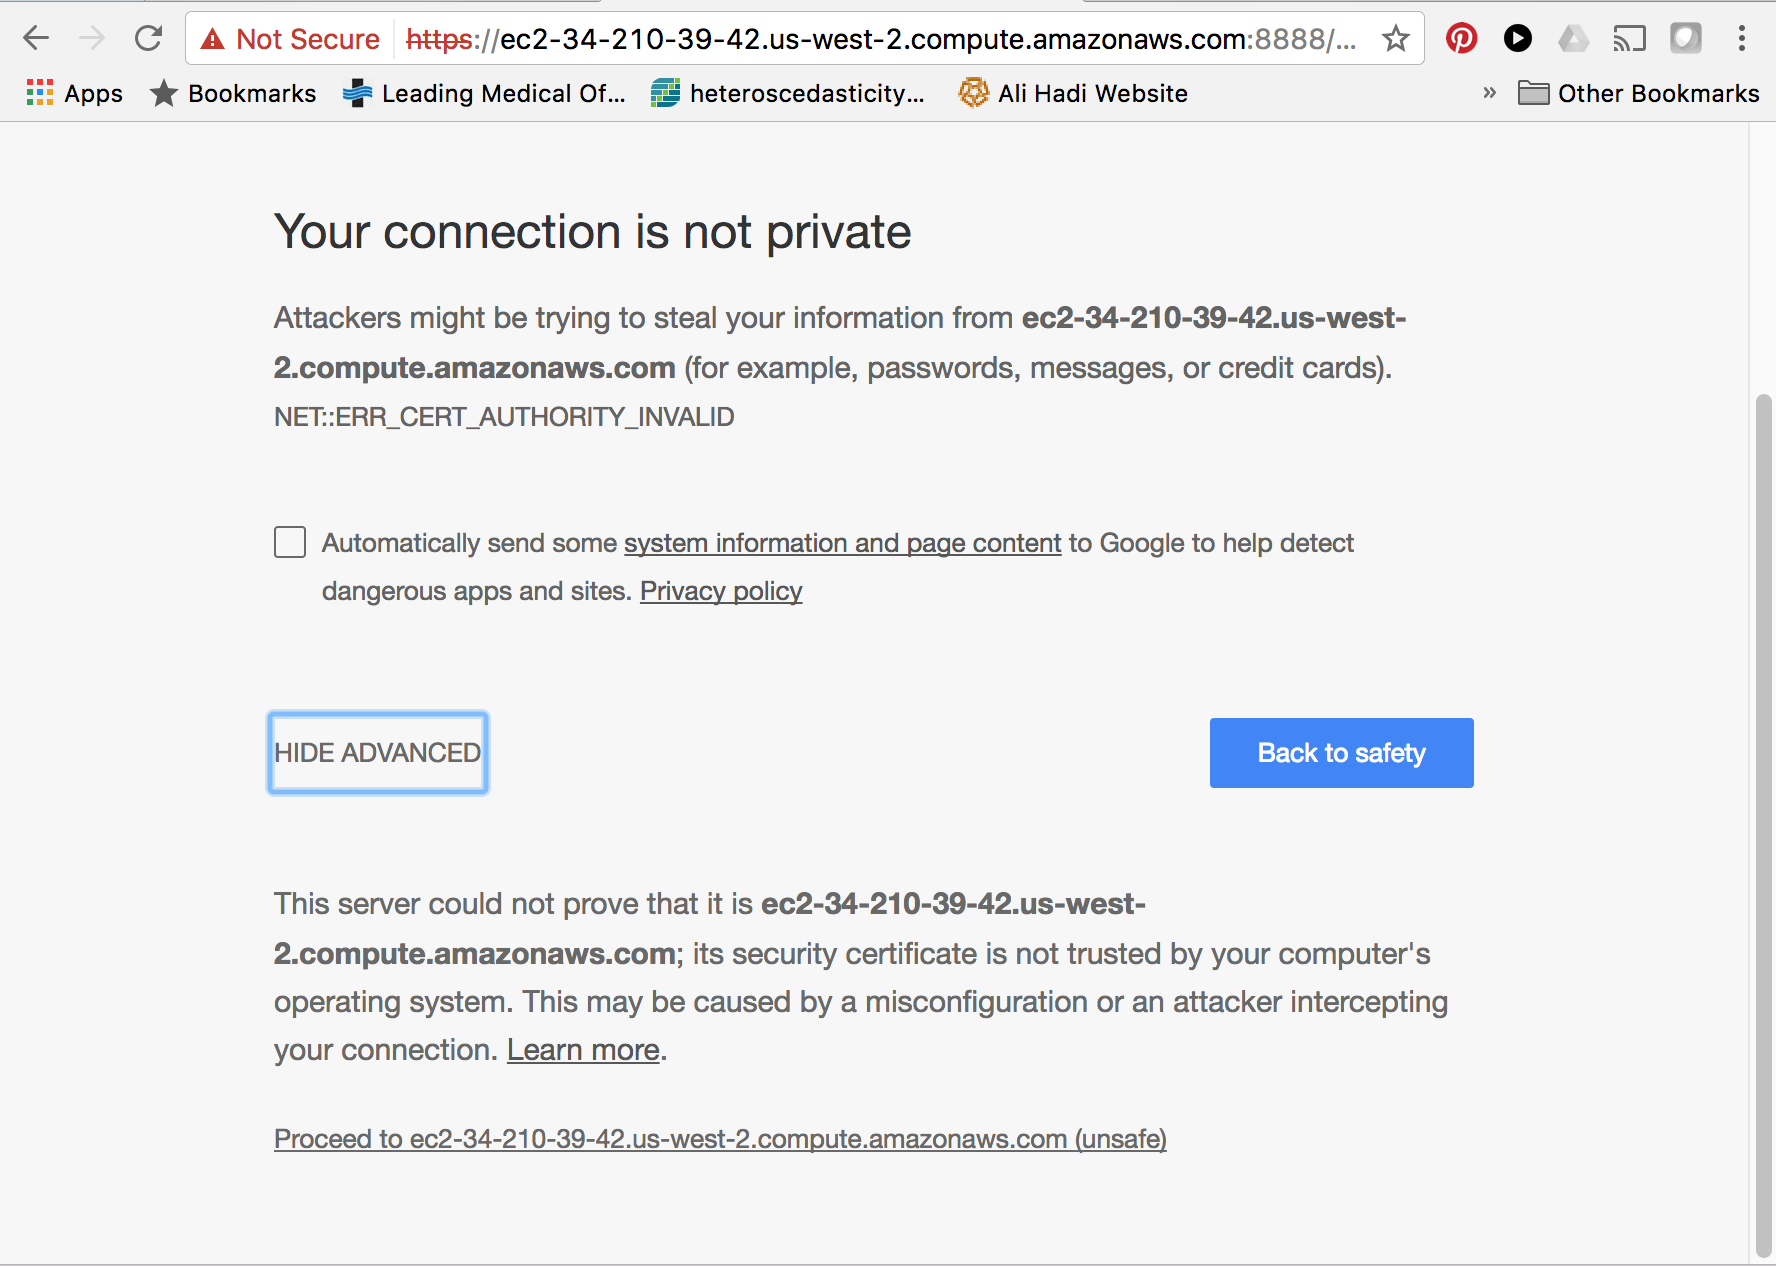 Not Secure https://ec2-34-210-39-42.us-west-2.compute.amazonaws.com:8888/...
Apps Bookmarks Leading Medical Of... heteroscedasticity... Ali Hadi Website » Other Bookmarks
Your connection is not private
Attackers might be trying to steal your information from ec2-34-210-39-42.us-west-
2.compute.amazonaws.com (for example, passwords, messages, or credit cards).
NET::ERR_CERT_AUTHORITY_INVALID
Automatically send some system information and page content to Google to help detect
dangerous apps and sites. Privacy policy
HIDE ADVANCED Back to safety
This server could not prove that it is ec2-34-210-39-42.us-west-
2.compute.amazonaws.com; its security certificate is not trusted by your computer's
operating system. This may be caused by a misconfiguration or an attacker intercepting
your connection. Learn more.
Proceed to ec2-34-210-39-42.us-west-2.compute.amazonaws.com (unsafe)